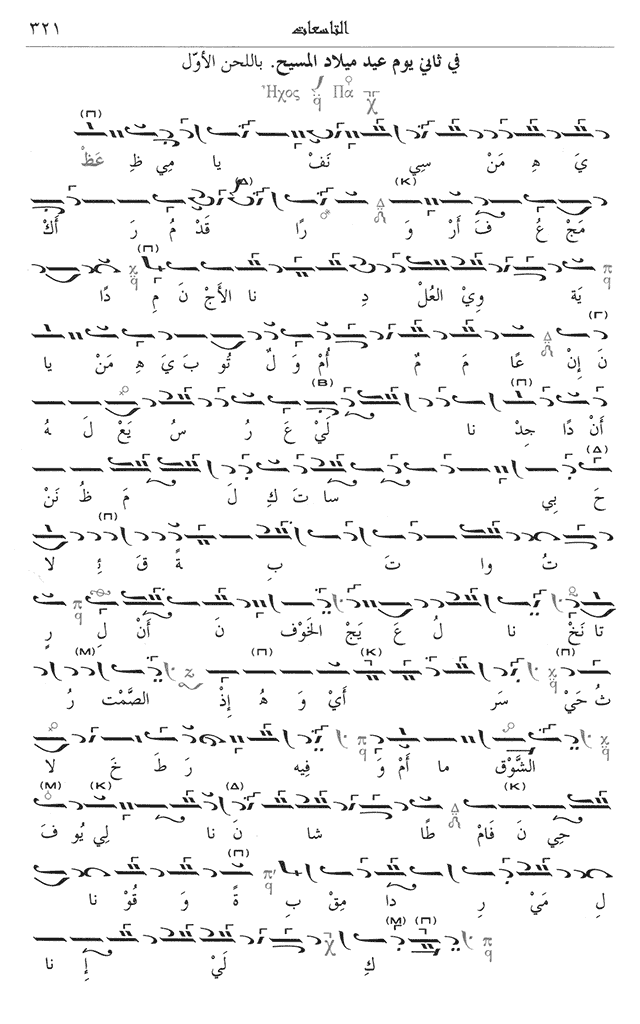 التاسعات ٣٢١
في ثاني يوم عيد ميلاد المسيح. باللحن الأوّل
Ἦχος Πα
عَظْ ظِ مِي يا نَفْ سِي مَنْ هِ يَ
أَكْ رَ مُ قَدْ رًا وَ أَرْ فَ عُ مَجْ
دًا مِ نَ الأَجْ نا دِ العُلْ وِيْ يَة
يا مَنْ هِ يَ بَ تُو لٌ وَ أُمْ مٌ مَ عًا إِنْ نَ
هُ لَ يَعْ سُ رُ عَ لَيْ نا جِدْ دًا أَنْ
نَنْ ظُ مَ لَ كِ تَ سا بِي حَ
لا ئِ قَ ةً بِ تَ وا تُ
رٍ لِ أَنْ نَ الخَوْف يَجْ عَ لُ نا نَخْ تا
رُ الصَّمْت إِذْ هُ وَ أَيْ سَر حَيْ ثُ
لا خَ طَ رَ فيه وَ أَمْ ما الشَّوْق
فَ يُو لِي نا نَ شا طًا فَامْ نَ حِي
نا قُوْ وَ ةً بِ مِقْ دا رِ مَيْ لِ
نا إِ لَيْ كِ